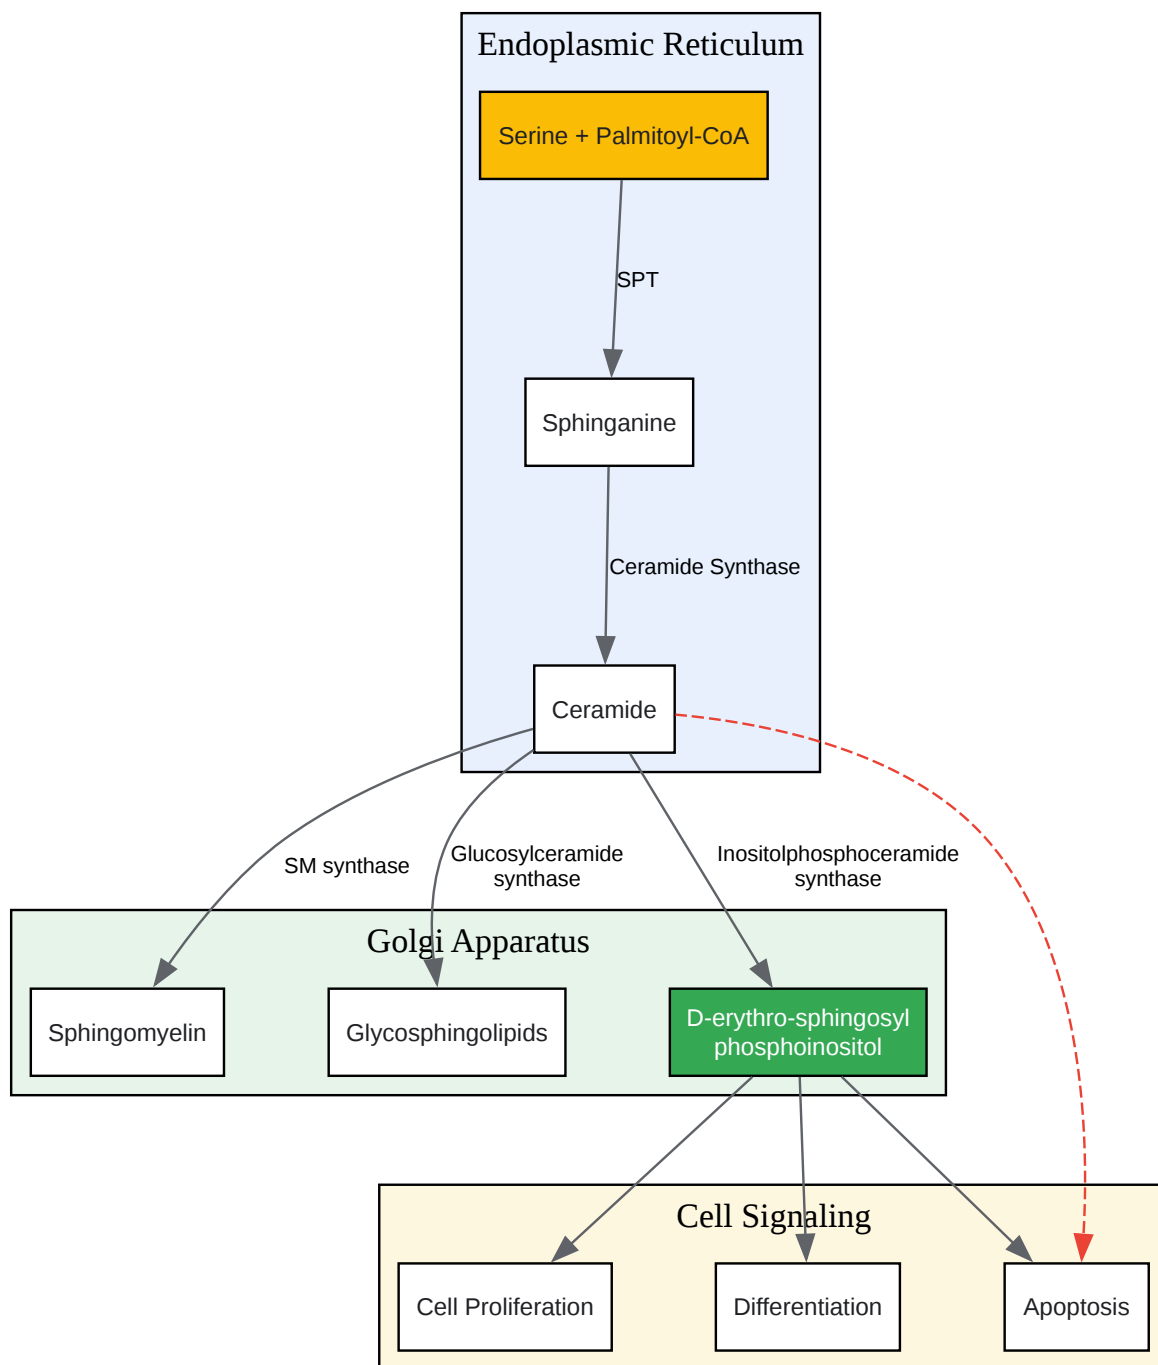 Endoplasmic Reticulum
Serine + Palmitoyl-CoA
SPT
Sphinganine
Ceramide Synthase
Ceramide
SM synthase
Glucosylceramide
synthase
Inositolphosphoceramide
synthase
Golgi Apparatus
Sphingomyelin
Glycosphingolipids
D-erythro-sphingosyl
phosphoinositol
Cell Signaling
Cell Proliferation
Differentiation
Apoptosis